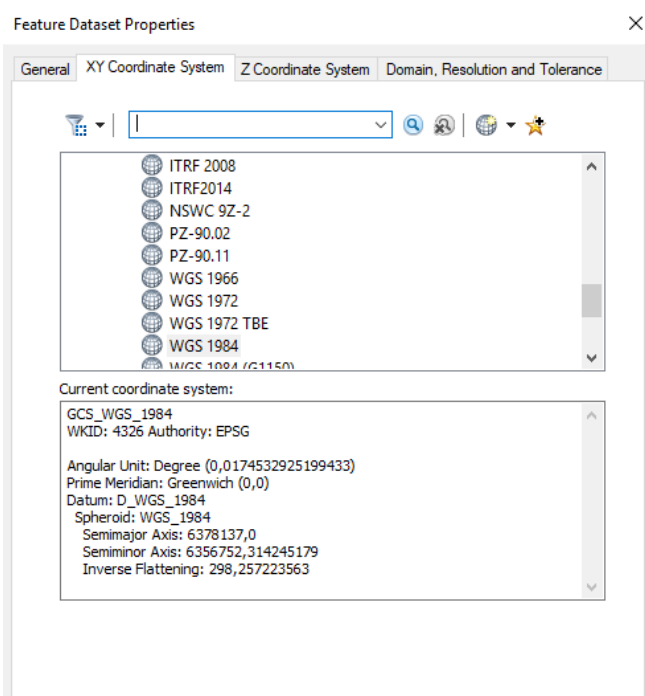 Feature Dataset Properties
General XY Coordinate System Z Coordinate System Domain, Resolution and Tolerance
ITRF 2008
ITRF2014
NSWC 9Z-2
PZ-90.02
PZ-90.11
WGS 1966
WGS 1972
WGS 1972 TBE
WGS 1984
WGS 1984 (G1150)
Current coordinate system:
GCS_WGS_1984
WKID: 4326 Authority: EPSG
Angular Unit: Degree (0,0174532925199433)
Prime Meridian: Greenwich (0,0)
Datum: D_WGS_1984
Spheroid: WGS_1984
Semimajor Axis: 6378137,0
Semiminor Axis: 6356752,314245179
Inverse Flattening: 298,257223563